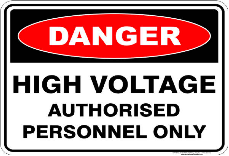 DANGER
HIGH VOLTAGE
AUTHORISED
PERSONNEL ONLY